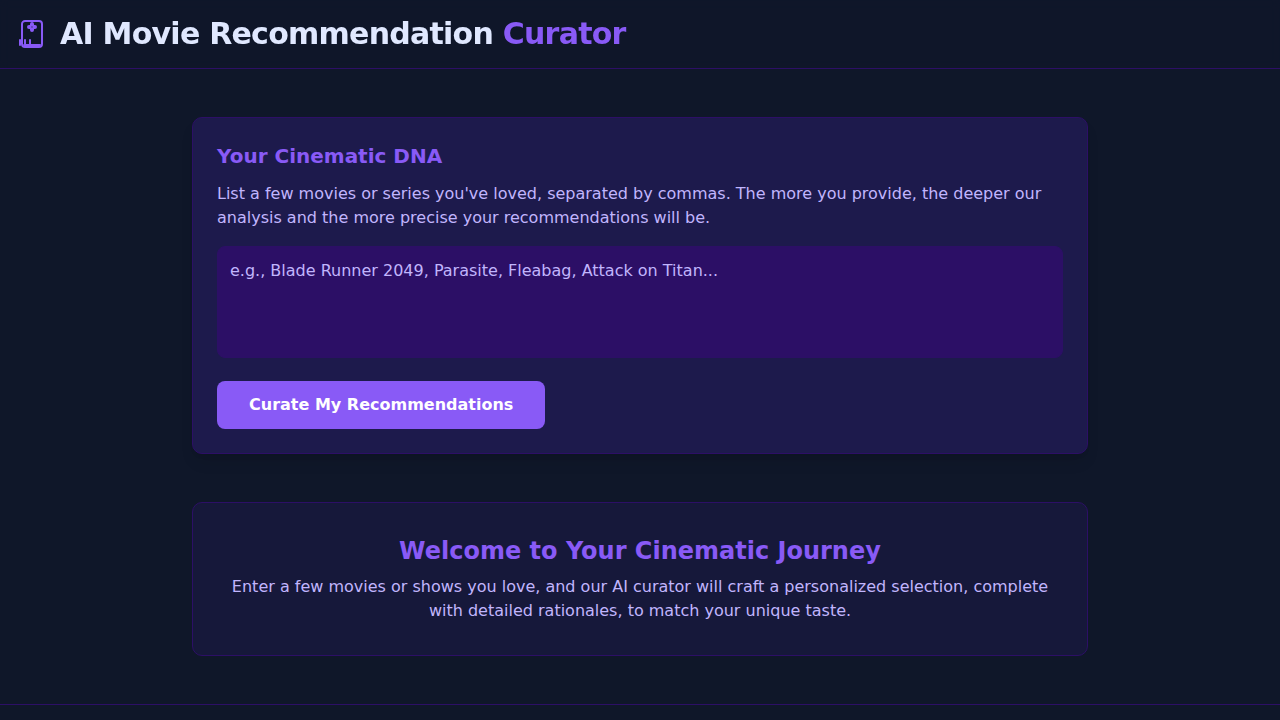 AI Movie Recommendation Curator
Your Cinematic DNA
List a few movies or series you've loved, separated by commas. The more you provide, the deeper our
analysis and the more precise your recommendations will be.
e.g., Blade Runner 2049, Parasite, Fleabag, Attack on Titan...
Curate My Recommendations
Welcome to Your Cinematic Journey
Enter a few movies or shows you love, and our AI curator will craft a personalized selection, complete
with detailed rationales, to match your unique taste.